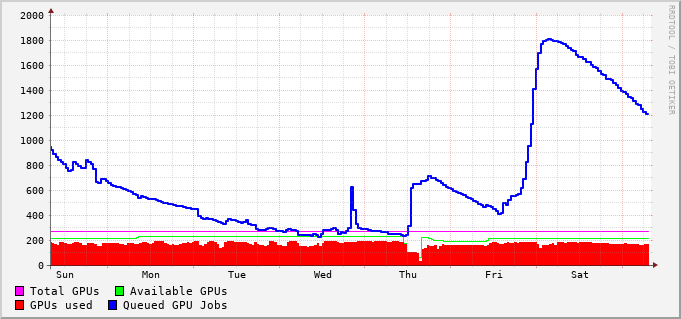 2000
1800
1600
1400
1200
1000
800
600
400
200
0
Sun Mon Tue Wed Thu Fri Sat
Total GPUs Available GPUs
GPUs used Queued GPU Jobs
RRDTOOL / TOBI OETIKER